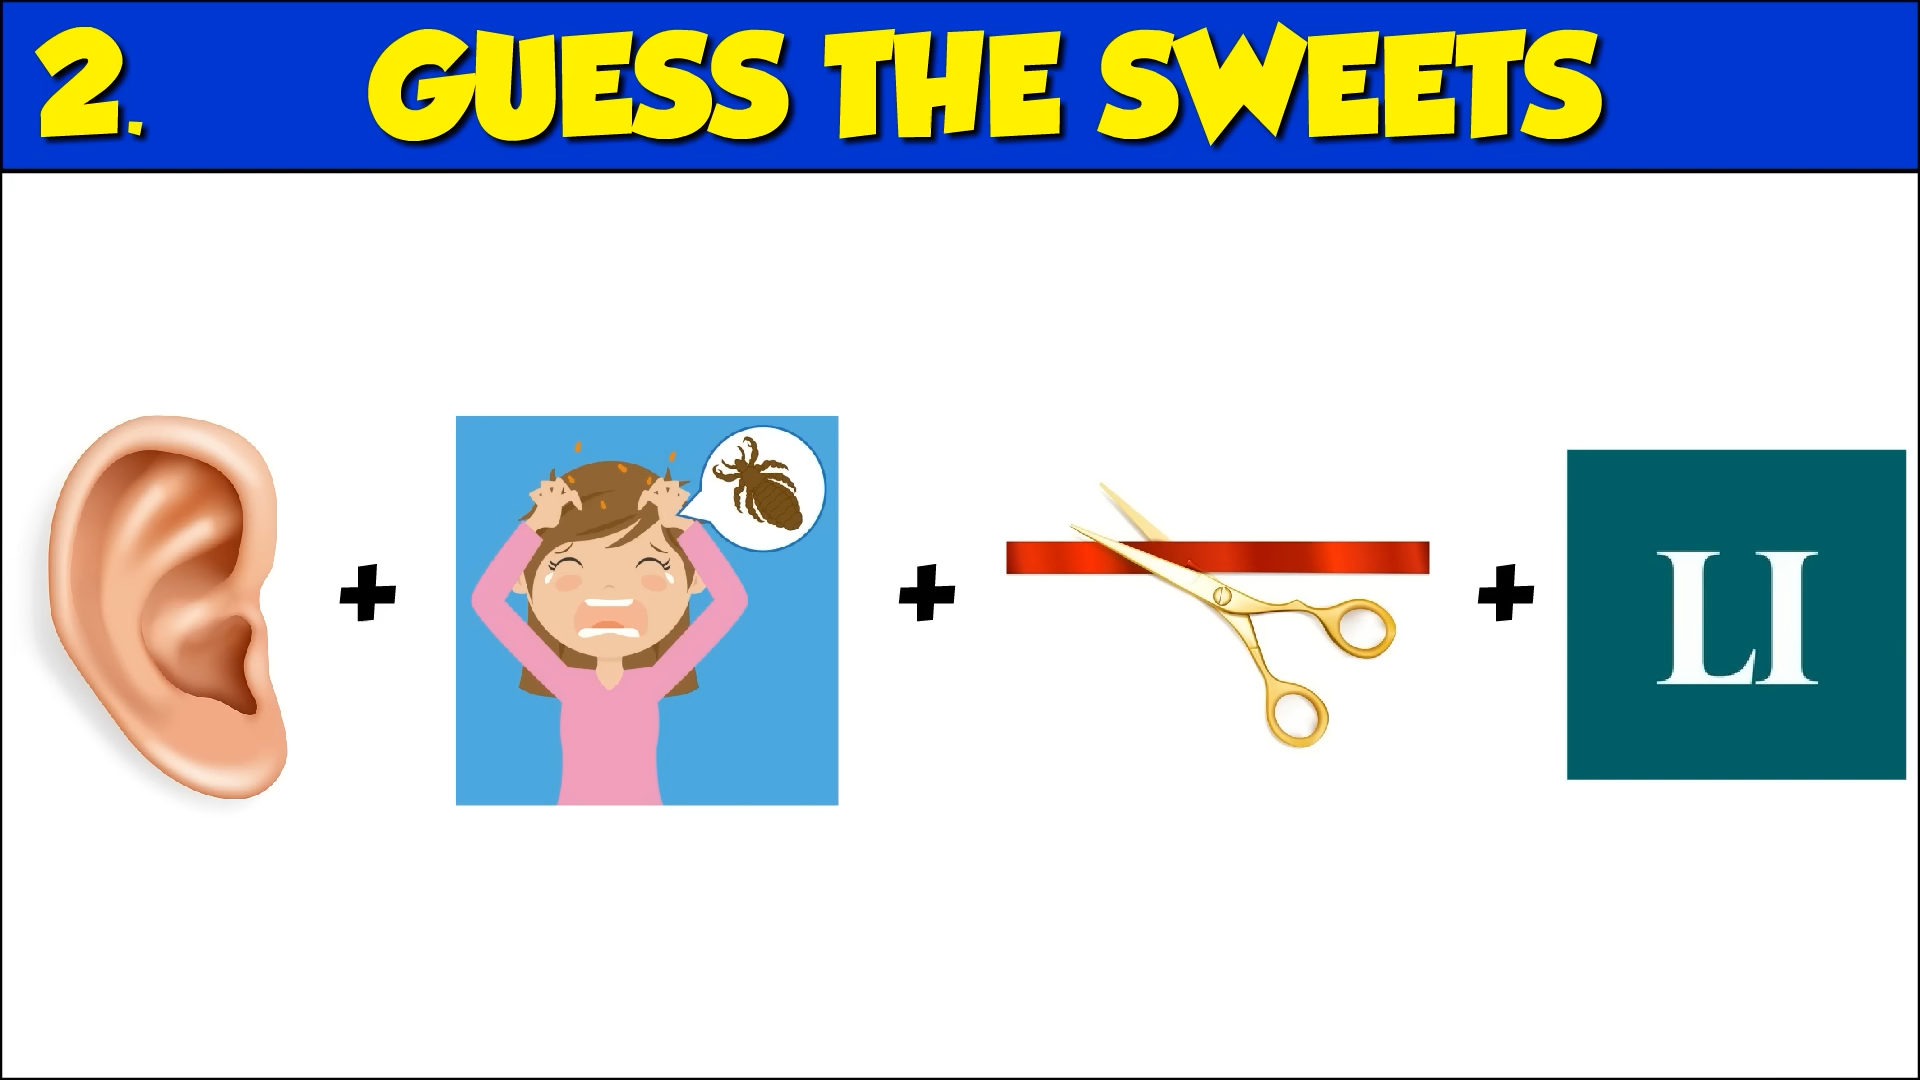 2. GUESS THE SWEETS
+ + + LI